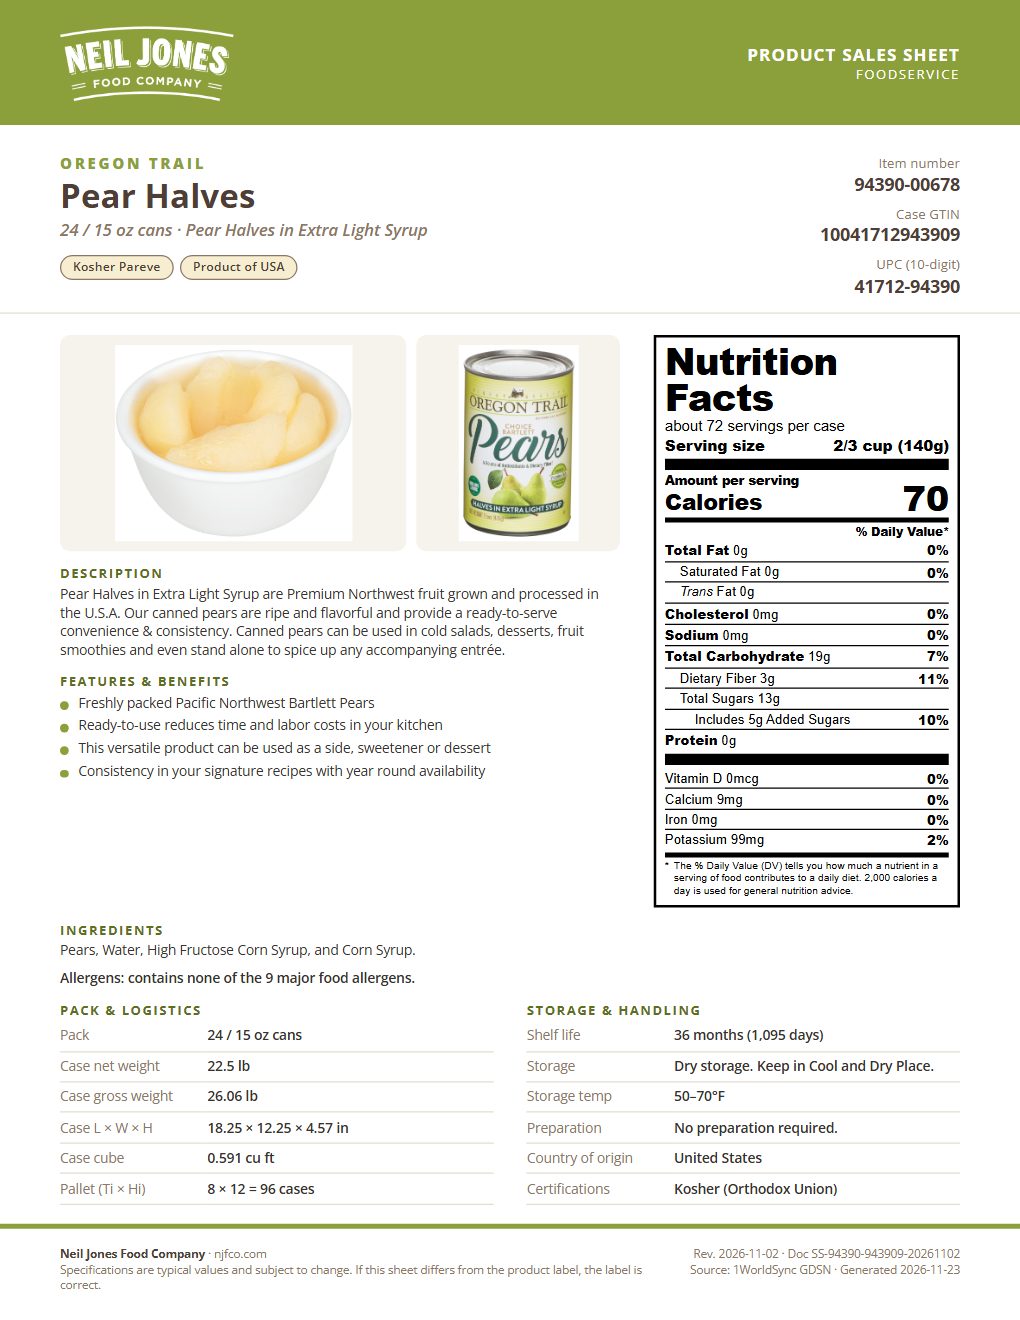 NEIL JONES
FOOD COMPANY
PRODUCT SALES SHEET
FOODSERVICE
OREGON TRAIL
Pear Halves
24 / 15 oz cans · Pear Halves in Extra Light Syrup
Kosher Pareve
Product of USA
Item number
94390-00678
Case GTIN
10041712943909
UPC (10-digit)
41712-94390
OREGON TRAIL
CHOICE
BARTLETT
Pears
HALVES IN EXTRA LIGHT SYRUP
DESCRIPTION
Pear Halves in Extra Light Syrup are Premium Northwest fruit grown and processed in
the U.S.A. Our canned pears are ripe and flavorful and provide a ready-to-serve
convenience & consistency. Canned pears can be used in cold salads, desserts, fruit
smoothies and even stand alone to spice up any accompanying entrée.
FEATURES & BENEFITS
Freshly packed Pacific Northwest Bartlett Pears
Ready-to-use reduces time and labor costs in your kitchen
This versatile product can be used as a side, sweetener or dessert
Consistency in your signature recipes with year round availability
Nutrition
Facts
about 72 servings per case
Serving size 2/3 cup (140g)
Amount per serving
Calories 70
% Daily Value*
Total Fat 0g 0%
Saturated Fat 0g 0%
Trans Fat 0g
Cholesterol 0mg 0%
Sodium 0mg 0%
Total Carbohydrate 19g 7%
Dietary Fiber 3g 11%
Total Sugars 13g
Includes 5g Added Sugars 10%
Protein 0g
Vitamin D 0mcg 0%
Calcium 9mg 0%
Iron 0mg 0%
Potassium 99mg 2%
* The % Daily Value (DV) tells you how much a nutrient in a
serving of food contributes to a daily diet. 2,000 calories a
day is used for general nutrition advice.
INGREDIENTS
Pears, Water, High Fructose Corn Syrup, and Corn Syrup.
Allergens: contains none of the 9 major food allergens.
PACK & LOGISTICS
Pack 24 / 15 oz cans
Case net weight 22.5 lb
Case gross weight 26.06 lb
Case L × W × H 18.25 × 12.25 × 4.57 in
Case cube 0.591 cu ft
Pallet (Ti × Hi) 8 × 12 = 96 cases
STORAGE & HANDLING
Shelf life 36 months (1,095 days)
Storage Dry storage. Keep in Cool and Dry Place.
Storage temp 50–70°F
Preparation No preparation required.
Country of origin United States
Certifications Kosher (Orthodox Union)
Neil Jones Food Company · njfco.com
Specifications are typical values and subject to change. If this sheet differs from the product label, the label is
correct.
Rev. 2026-11-02 · Doc SS-94390-943909-20261102
Source: 1WorldSync GDSN · Generated 2026-11-23